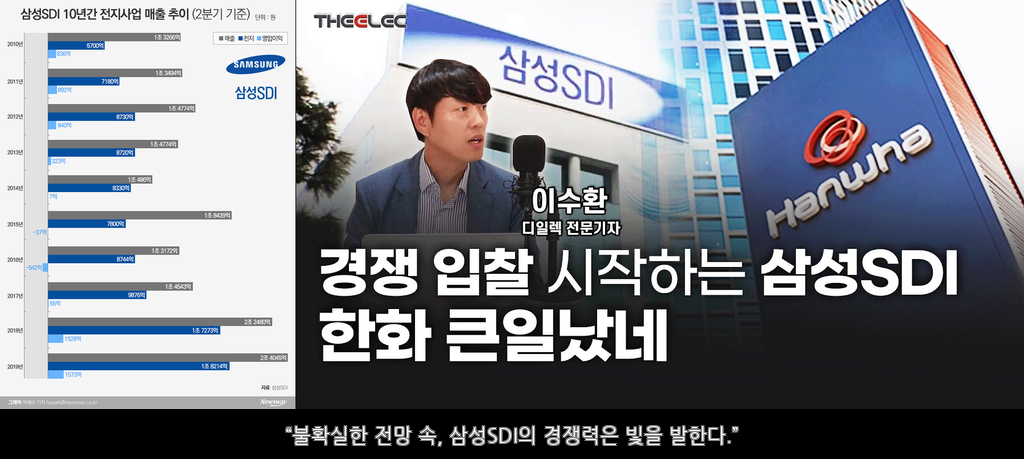 삼성SDI 10년간 전지사업 매출 추이 (2분기 기준) 단위 : 원
매출 전지 영업이익
SAMSUNG
삼성SDI
2010년
1조 3266억
5700억
836억
2011년
1조 3494억
7180억
892억
2012년
1조 4774억
8730억
840억
2013년
1조 4774억
8720억
323억
2014년
1조 486억
8330억
7억
2015년
1조 8439억
7800억
-37억
2016년
1조 3172억
8744억
-542억
2017년
1조 4543억
9876억
55억
2018년
2조 2480억
1조 7273억
1528억
2019년
2조 4045억
1조 8214억
1573억
자료 삼성SDI
Newsway
THEELEC
삼성SDI
Hanwha
이수환
디일렉 전문기자
경쟁 입찰 시작하는 삼성SDI
한화 큰일났네
“불확실한 전망 속, 삼성SDI의 경쟁력은 빛을 발한다.”